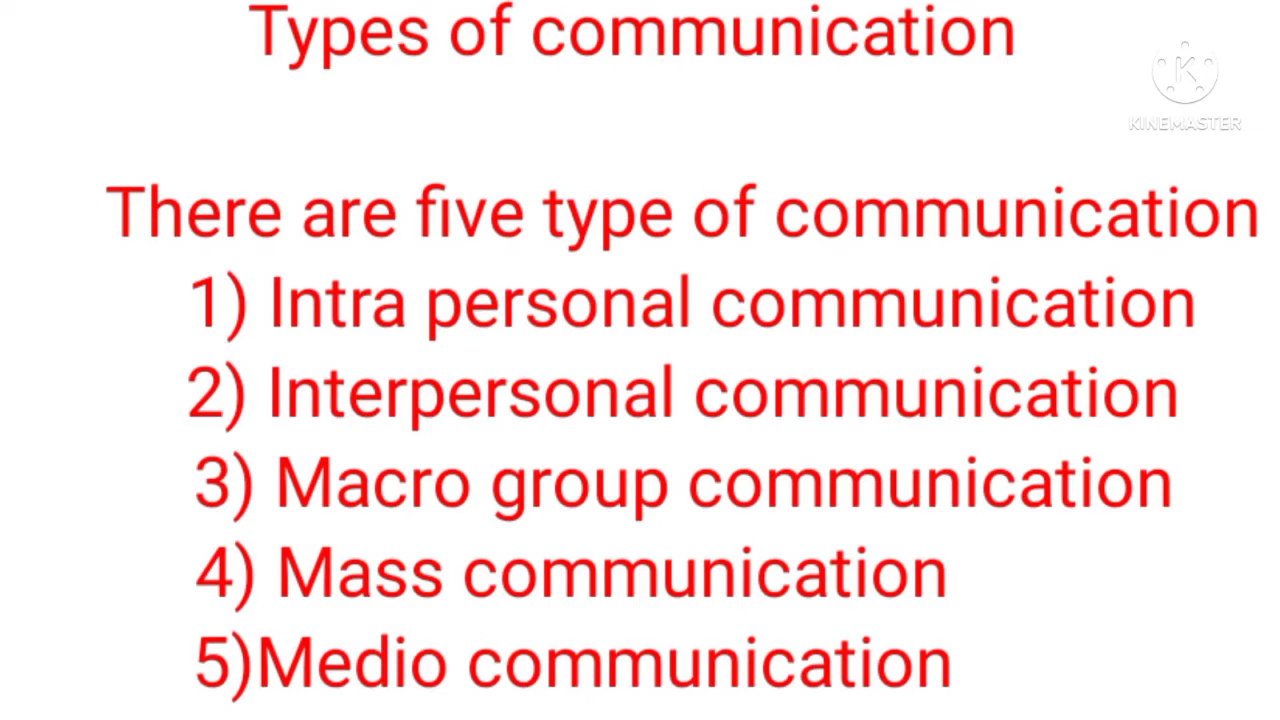 Types of communication
K
KINEMASTER
There are five type of communication
1) Intra personal communication
2) Interpersonal communication
3) Macro group communication
4) Mass communication
5)Medio communication